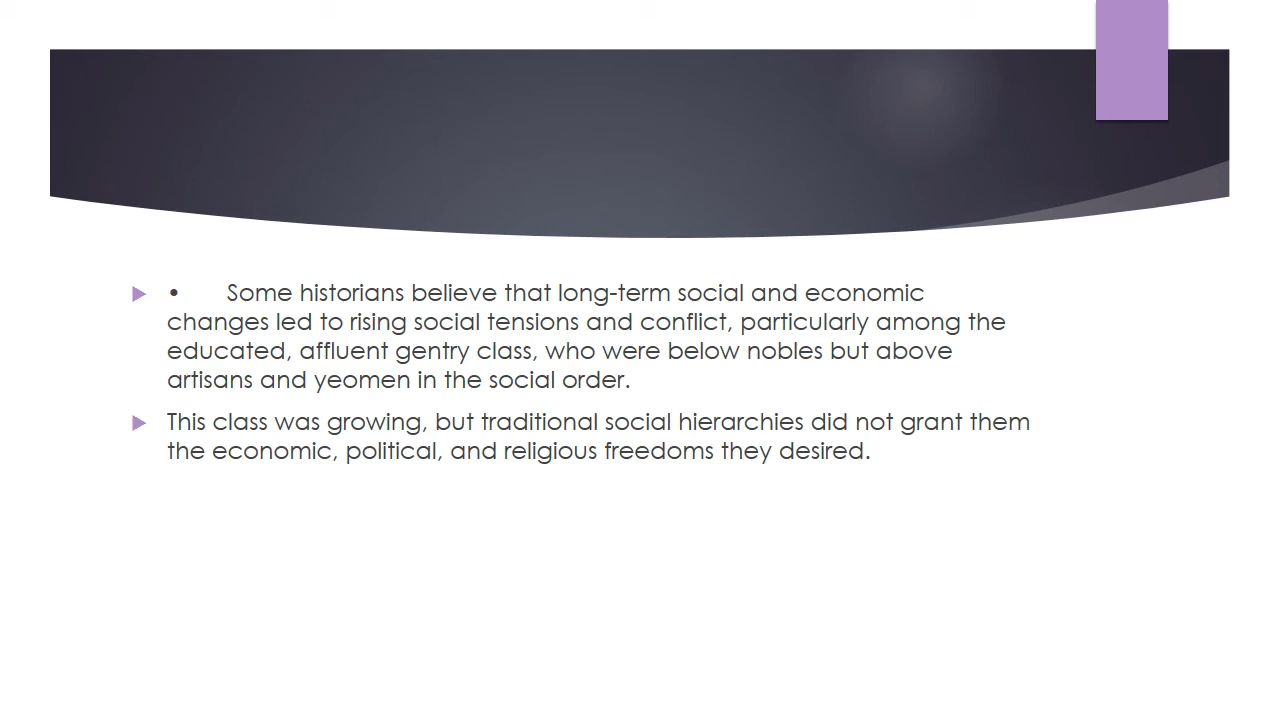 • Some historians believe that long-term social and economic
changes led to rising social tensions and conflict, particularly among the
educated, affluent gentry class, who were below nobles but above
artisans and yeomen in the social order.
This class was growing, but traditional social hierarchies did not grant them
the economic, political, and religious freedoms they desired.